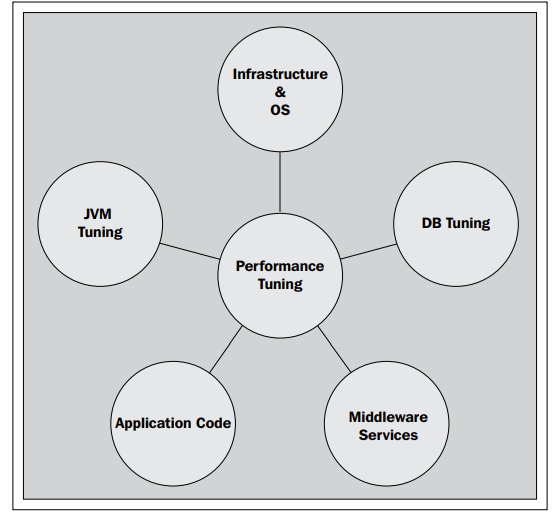 Infrastructure
&
OS
JVM
Tuning
DB Tuning
Performance
Tuning
Application Code
Middleware
Services